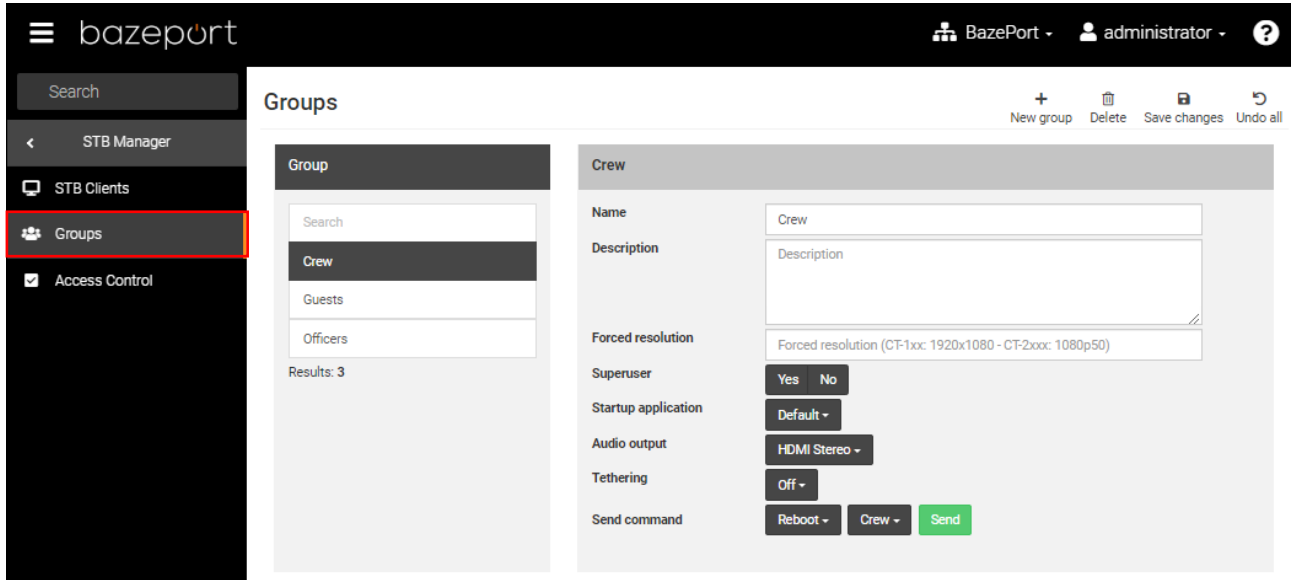 bazeport
BazePort
administrator
?
Search
STB Manager
STB Clients
Groups
Access Control
Groups
New group
Delete
Save changes
Undo all
Group
Search
Crew
Guests
Officers
Results: 3
Crew
Name
Crew
Description
Description
Forced resolution
Forced resolution (CT-1xx: 1920x1080 - CT-2xxx: 1080p50)
Superuser
Yes No
Startup application
Default
Audio output
HDMI Stereo
Tethering
Off
Send command
Reboot
Crew
Send